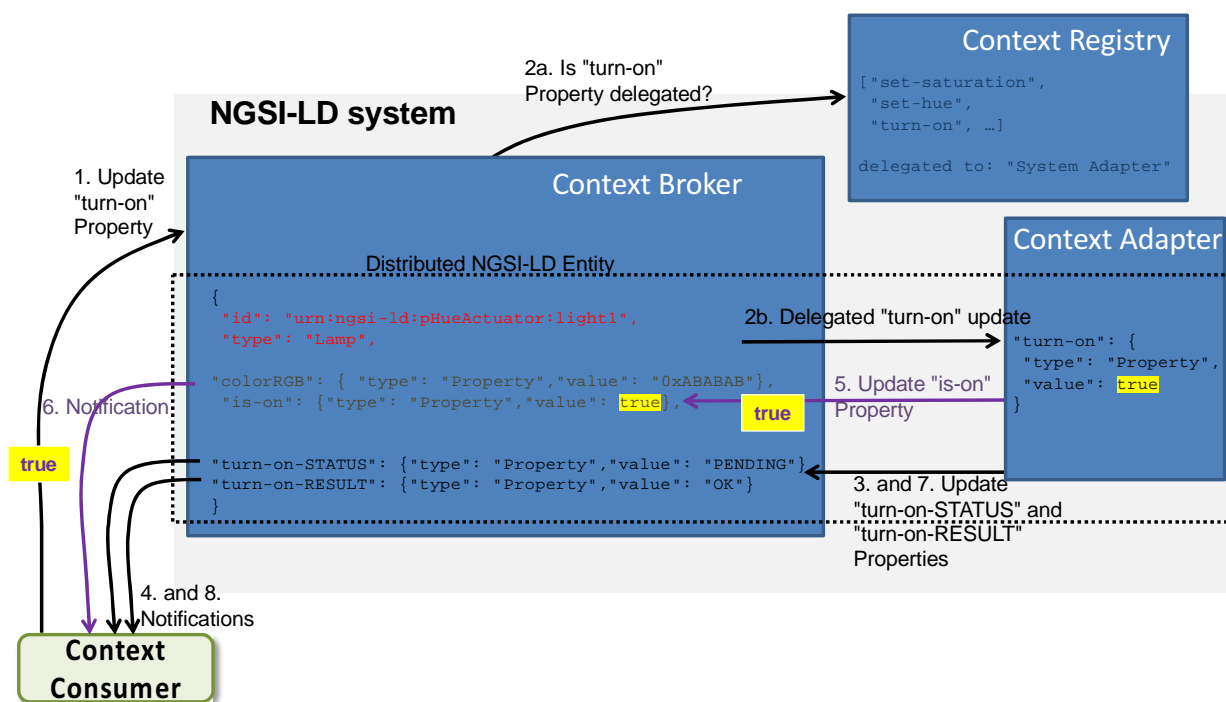 Context Registry
["set-saturation",
"set-hue",
"turn-on", …]
delegated to: "System Adapter"
2a. Is "turn-on"
Property delegated?
NGSI-LD system
1. Update
"turn-on"
Property
Context Broker
Context Adapter
Distributed NGSI-LD Entity
{
"id": "urn:ngsi-ld:pHueActuator:light1",
"type": "Lamp",
"colorRGB": { "type": "Property","value": "0xABABAB"},
"is-on": {"type": "Property","value": true},
"turn-on-STATUS": {"type": "Property","value": "PENDING"}
"turn-on-RESULT": {"type": "Property","value": "OK"}
}
2b. Delegated "turn-on" update
"turn-on": {
"type": "Property",
"value": true
}
5. Update "is-on"
Property
true
6. Notification
true
3. and 7. Update
"turn-on-STATUS" and
"turn-on-RESULT"
Properties
4. and 8.
Notifications
Context
Consumer